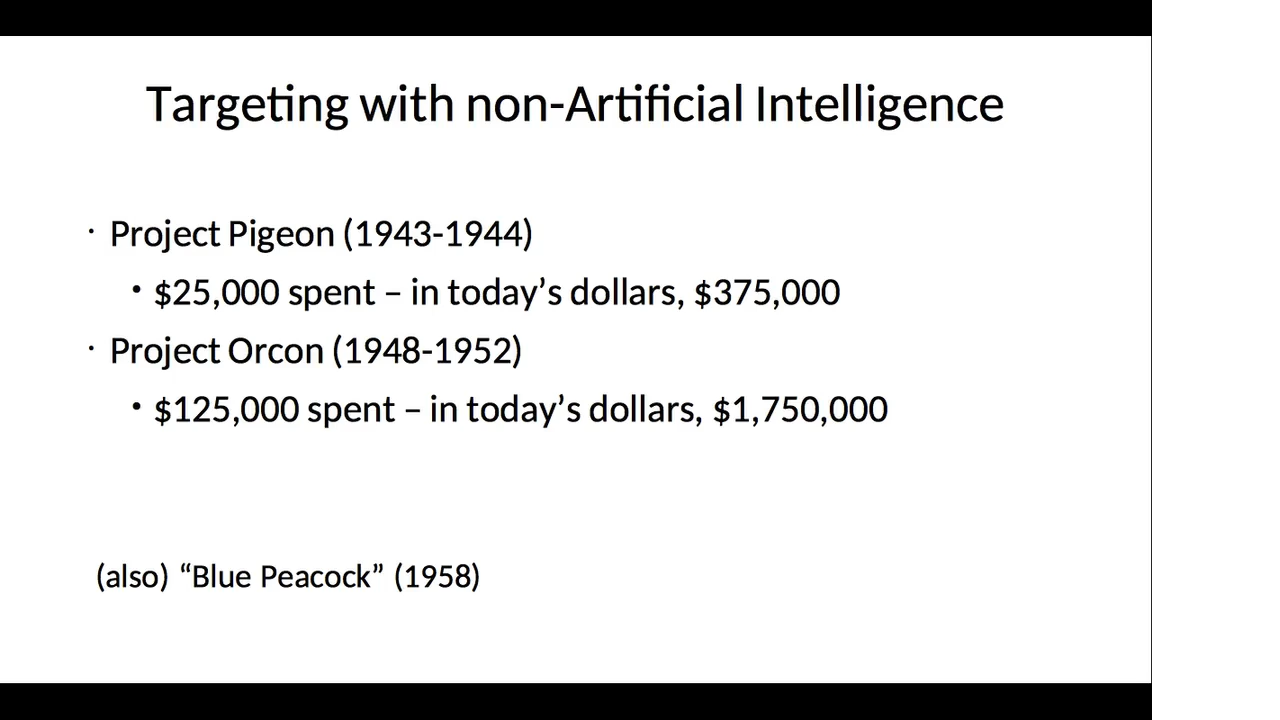 Targeting with non-Artificial Intelligence
· Project Pigeon (1943-1944)
• $25,000 spent – in today’s dollars, $375,000
· Project Orcon (1948-1952)
• $125,000 spent – in today’s dollars, $1,750,000
(also) “Blue Peacock” (1958)